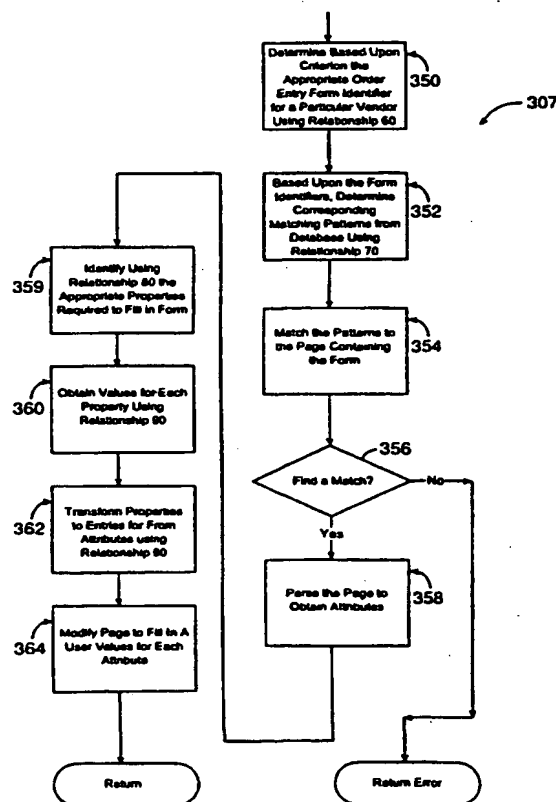 Determine Based Upon
Criterion the
Appropriate Order
Entry Form Identifier
for a Particular Vendor
Using Relationship 60
350
307
Based Upon the Form
Identifiers, Determine
Corresponding
Matching Patterns from
Database Using
Relationship 70
352
Match the Patterns to
the Page Containing
the Form
354
Find a Match?
356
No
Yes
Parse the Page to
Obtain Attributes
358
Identify Using
Relationship 80 the
Appropriate Properties
Required to Fill in Form
359
Obtain Values for Each
Property Using
Relationship 90
360
Transform Properties
to Entries for From
Attributes using
Relationship 80
362
Modify Page to Fill In A
User Values for Each
Attribute
364
Return
Return Error